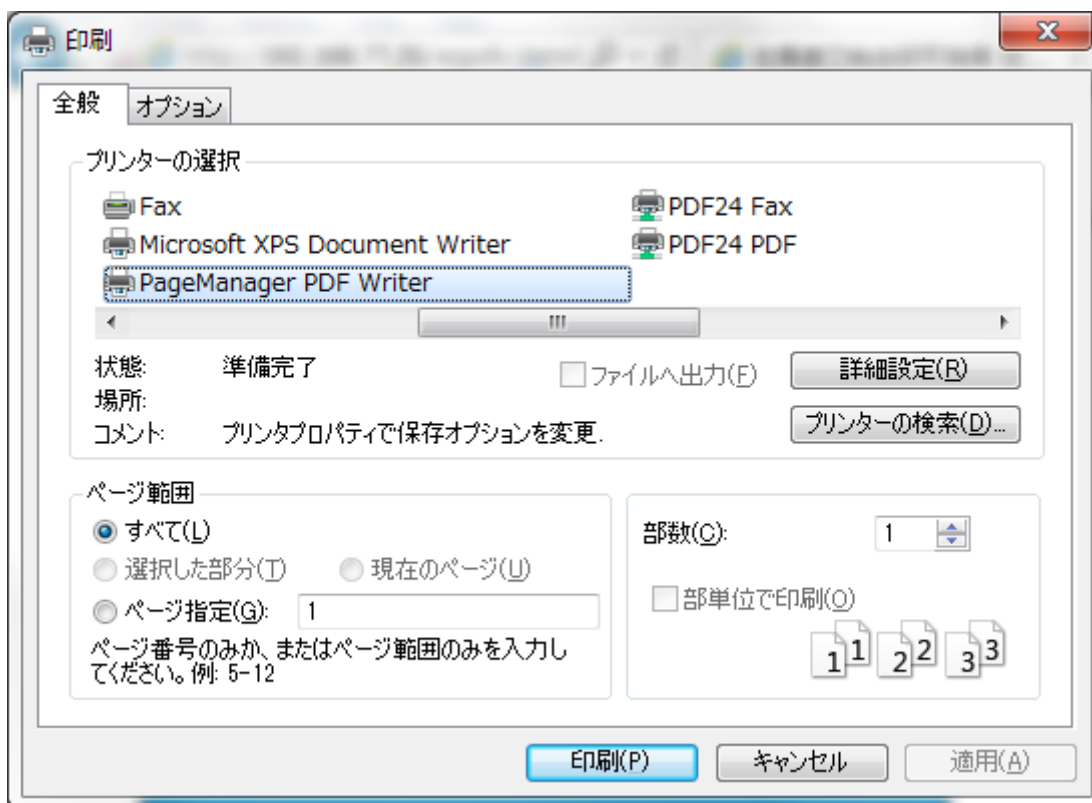 印刷
全般
オプション
プリンターの選択
Fax
PDF24 Fax
Microsoft XPS Document Writer
PDF24 PDF
PageManager PDF Writer
状態: 準備完了
ファイルへ出力(F)
詳細設定(R)
場所:
コメント: プリンタプロパティで保存オプションを変更.
プリンターの検索(D)...
ページ範囲
すべて(L)
選択した部分(T)
現在のページ(U)
ページ指定(G): 1
ページ番号のみか、またはページ範囲のみを入力し
てください。例: 5-12
部数(C): 1
部単位で印刷(O)
1 1 2 2 3 3
印刷(P)
キャンセル
適用(A)